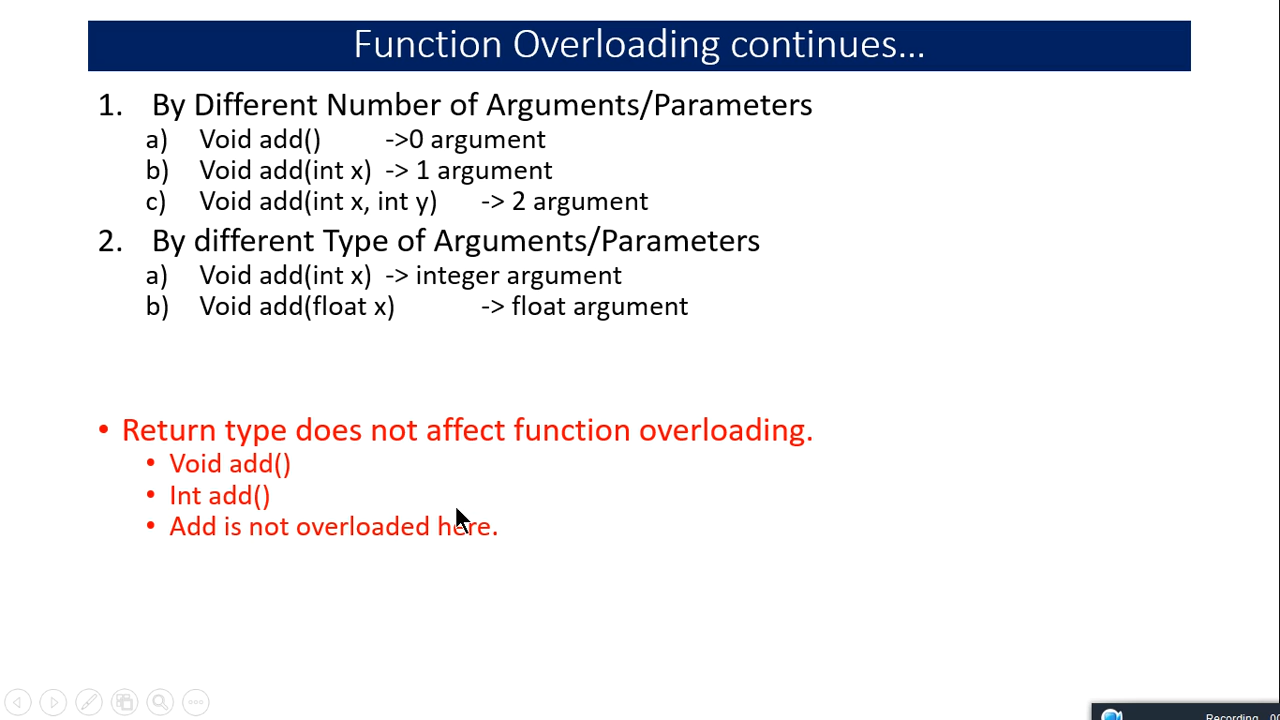 Function Overloading continues...
1. By Different Number of Arguments/Parameters
a) Void add() ->0 argument
b) Void add(int x) -> 1 argument
c) Void add(int x, int y) -> 2 argument
2. By different Type of Arguments/Parameters
a) Void add(int x) -> integer argument
b) Void add(float x) -> float argument
• Return type does not affect function overloading.
• Void add()
• Int add()
• Add is not overloaded here.
Recording...